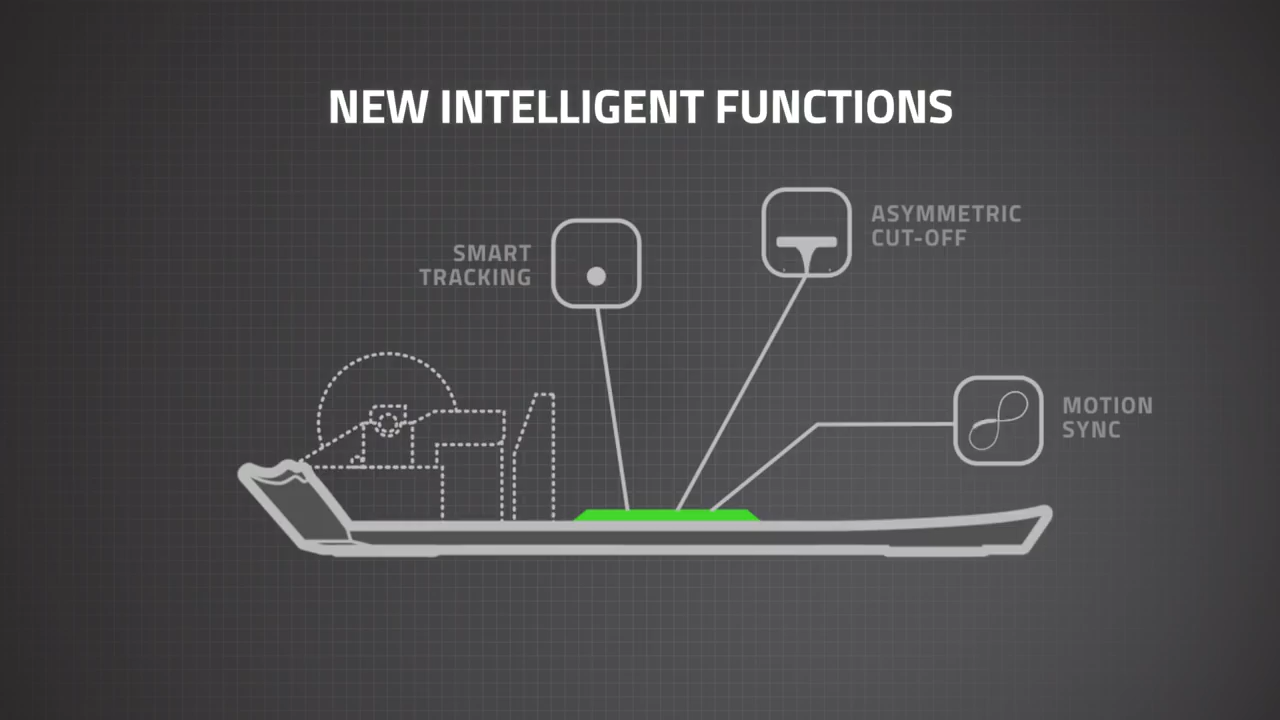 NEW INTELLIGENT FUNCTIONS
SMART
TRACKING
ASYMMETRIC
CUT-OFF
MOTION
SYNC